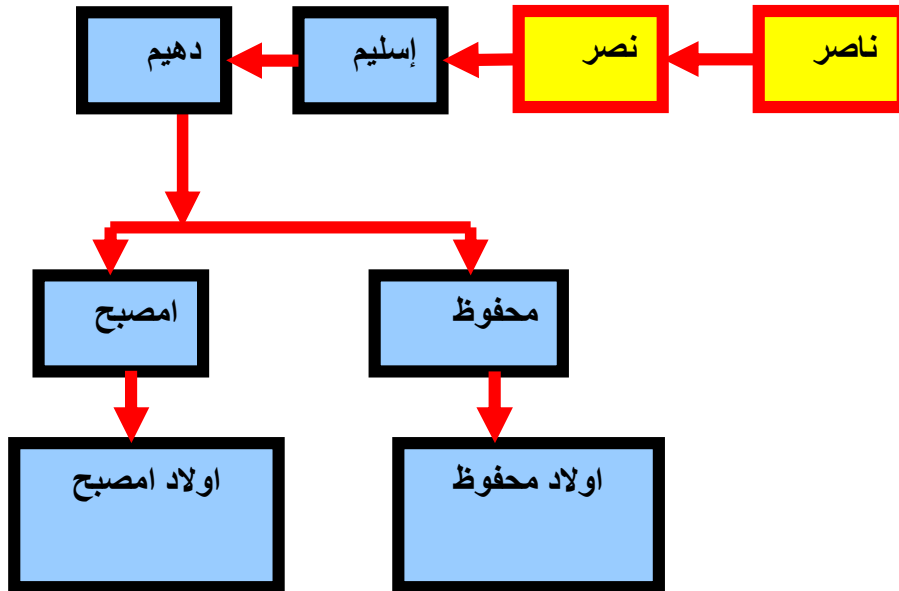 ناصر
نصر
إسليم
دهيم
محفوظ
امصبح
اولاد محفوظ
اولاد امصبح